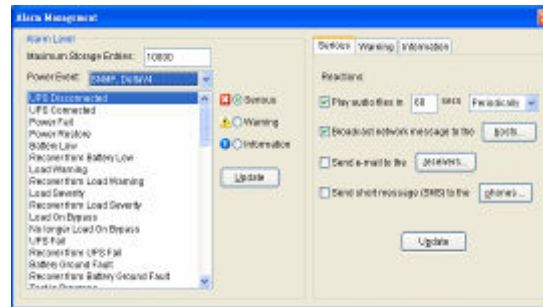 Alarm Management
Alarm Level
Maximum Storage Entries: 10000
Power Event: SNMP, DeltaV4
UPS Disconnected
UPS Connected
Power Fail
Power Restore
Battery Low
Recover from Battery Low
Load Warning
Recover from Load Warning
Load Severity
Recover from Load Severity
Load On Bypass
No longer Load On Bypass
UPS Fail
Recover from UPS Fail
Battery Ground Fault
Recover from Battery Ground Fault
Serious
Warning
Information
Update
Serious Warning Information
Reactions
Play audio files in 60 secs Periodically
Broadcast network message to the hosts...
Send e-mail to the receivers...
Send short message (SMS) to the phones...
Update